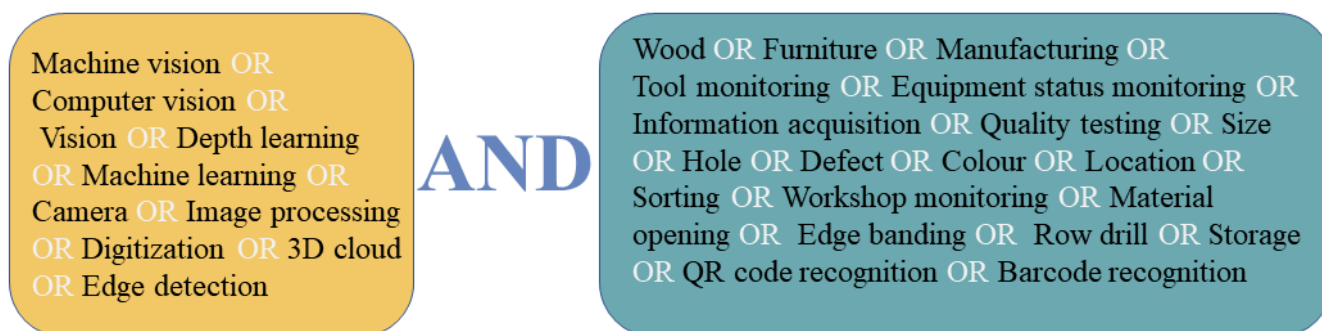 Machine vision OR
Computer vision OR
Vision OR Depth learning
OR Machine learning OR
Camera OR Image processing
OR Digitization OR 3D cloud
OR Edge detection
AND
Wood OR Furniture OR Manufacturing OR
Tool monitoring OR Equipment status monitoring OR
Information acquisition OR Quality testing OR Size
OR Hole OR Defect OR Colour OR Location OR
Sorting OR Workshop monitoring OR Material
opening OR Edge banding OR Row drill OR Storage
OR QR code recognition OR Barcode recognition